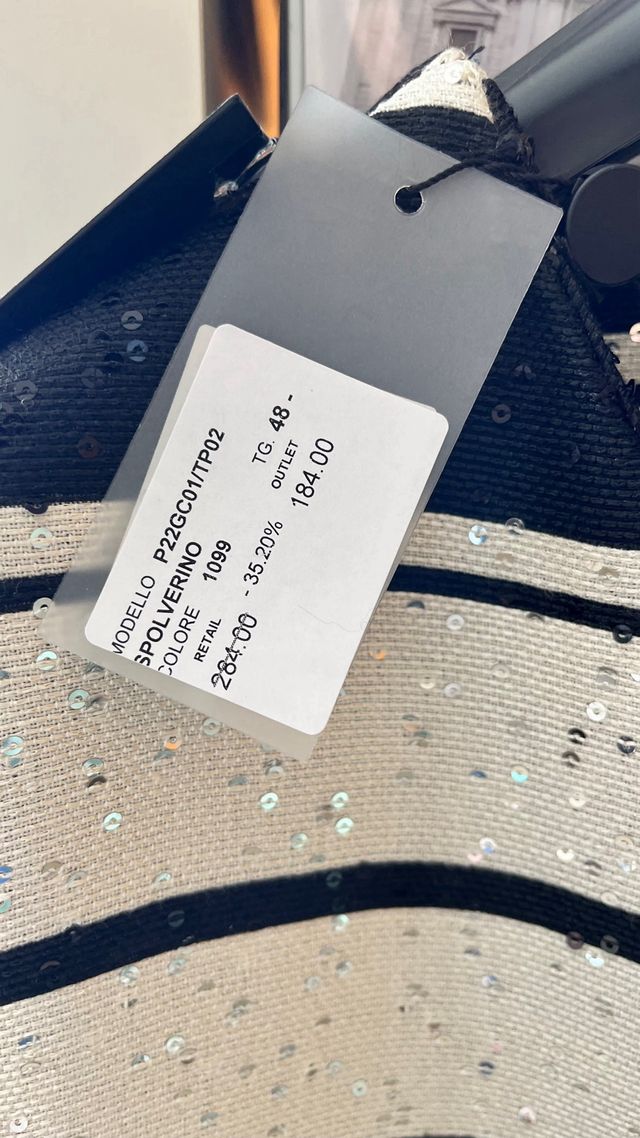 MODELLO P22GC01/TP02
SPOLVERINO
COLORE 1099 TG. 48 -
RETAIL OUTLET
284.00 - 35.20% 184.00